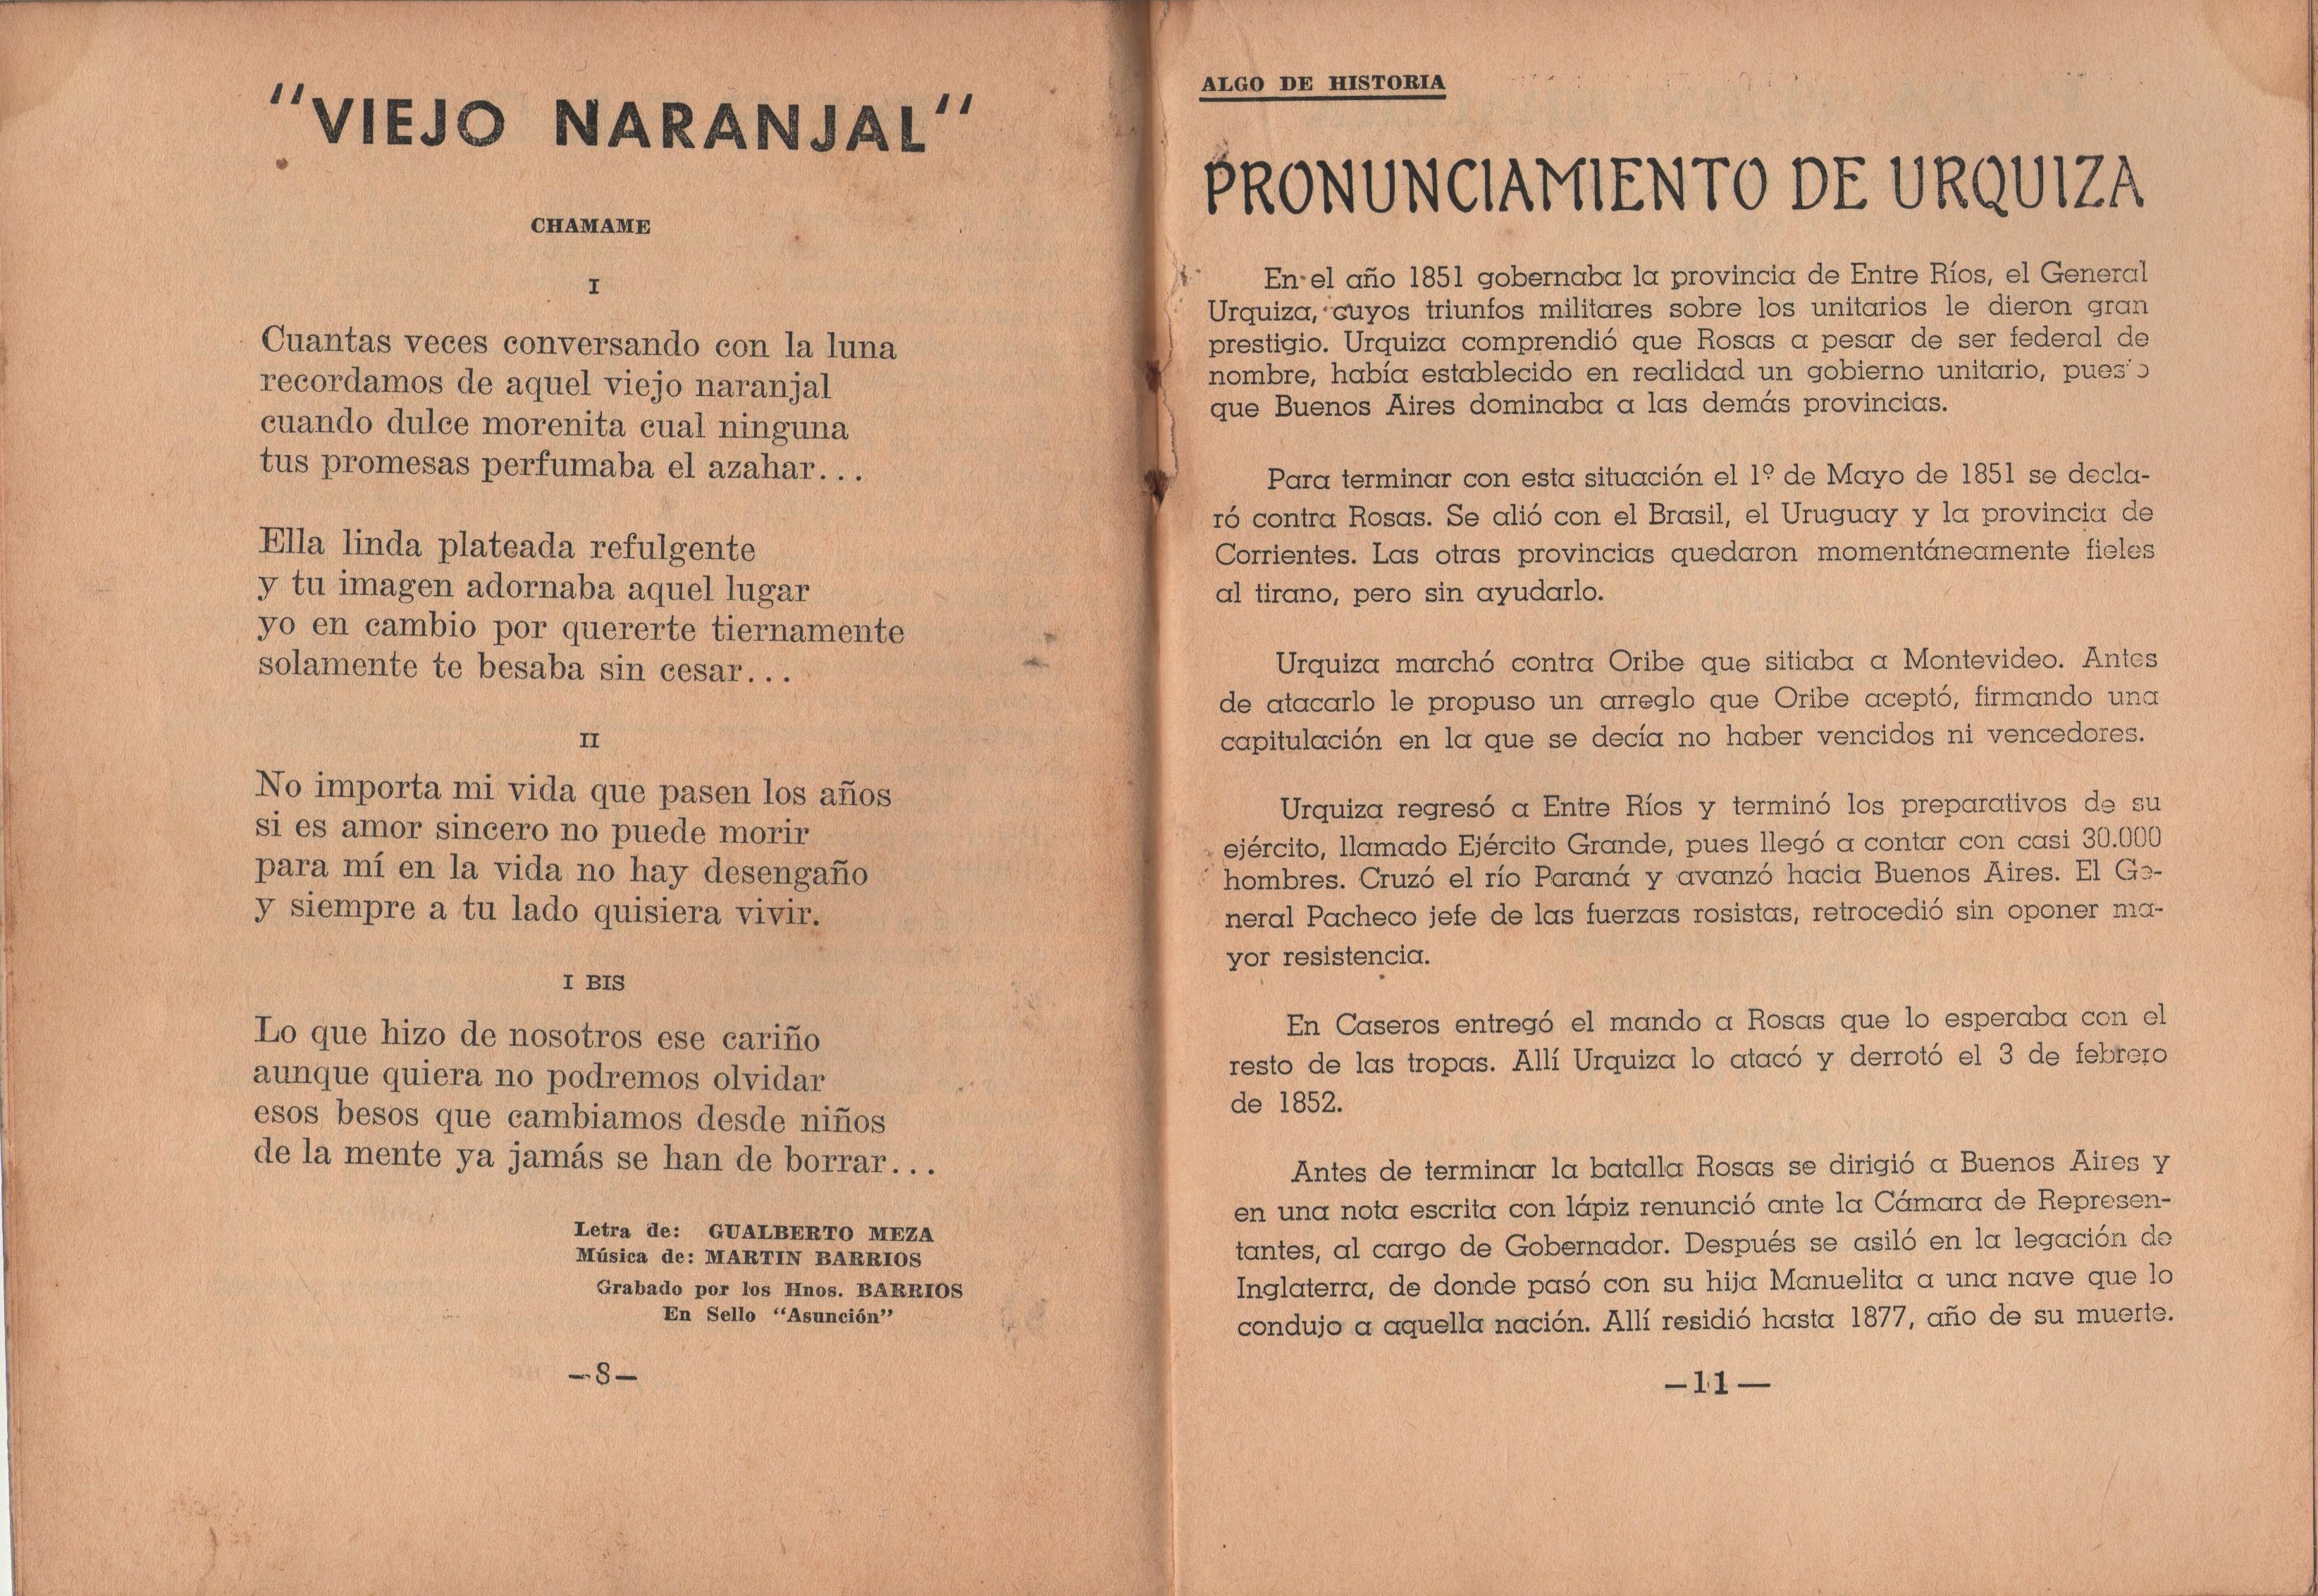 "VIEJO NARANJAL"
CHAMAME
I
Cuantas veces conversando con la luna
recordamos de aquel viejo naranjal
cuando dulce morenita cual ninguna
tus promesas perfumaba el azahar...
Ella linda plateada refulgente
y tu imagen adornaba aquel lugar
yo en cambio por quererte tiernamente
solamente te besaba sin cesar...
II
No importa mi vida que pasen los años
si es amor sincero no puede morir
para mí en la vida no hay desengaño
y siempre a tu lado quisiera vivir.
I BIS
Lo que hizo de nosotros ese cariño
aunque quiera no podremos olvidar
esos besos que cambiamos desde niños
de la mente ya jamás se han de borrar...
Letra de: GUALBERTO MEZA
Música de: MARTIN BARRIOS
Grabado por los Hnos. BARRIOS
En Sello "Asunción"
—8—
ALGO DE HISTORIA
PRONUNCIAMIENTO DE URQUIZA
En el año 1851 gobernaba la provincia de Entre Ríos, el General
Urquiza, cuyos triunfos militares sobre los unitarios le dieron gran
prestigio. Urquiza comprendió que Rosas a pesar de ser federal de
nombre, había establecido en realidad un gobierno unitario, puesto
que Buenos Aires dominaba a las demás provincias.
Para terminar con esta situación el 1º de Mayo de 1851 se decla-
ró contra Rosas. Se alió con el Brasil, el Uruguay y la provincia de
Corrientes. Las otras provincias quedaron momentáneamente fieles
al tirano, pero sin ayudarlo.
Urquiza marchó contra Oribe que sitiaba a Montevideo. Antes
de atacarlo le propuso un arreglo que Oribe aceptó, firmando una
capitulación en la que se decía no haber vencidos ni vencedores.
Urquiza regresó a Entre Ríos y terminó los preparativos de su
ejército, llamado Ejército Grande, pues llegó a contar con casi 30.000
hombres. Cruzó el río Paraná y avanzó hacia Buenos Aires. El Ge-
neral Pacheco jefe de las fuerzas rosistas, retrocedió sin oponer ma-
yor resistencia.
En Caseros entregó el mando a Rosas que lo esperaba con el
resto de las tropas. Allí Urquiza lo atacó y derrotó el 3 de febrero
de 1852.
Antes de terminar la batalla Rosas se dirigió a Buenos Aires y
en una nota escrita con lápiz renunció ante la Cámara de Represen-
tantes, al cargo de Gobernador. Después se asiló en la legación de
Inglaterra, de donde pasó con su hija Manuelita a una nave que lo
condujo a aquella nación. Allí residió hasta 1877, año de su muerte.
—11—